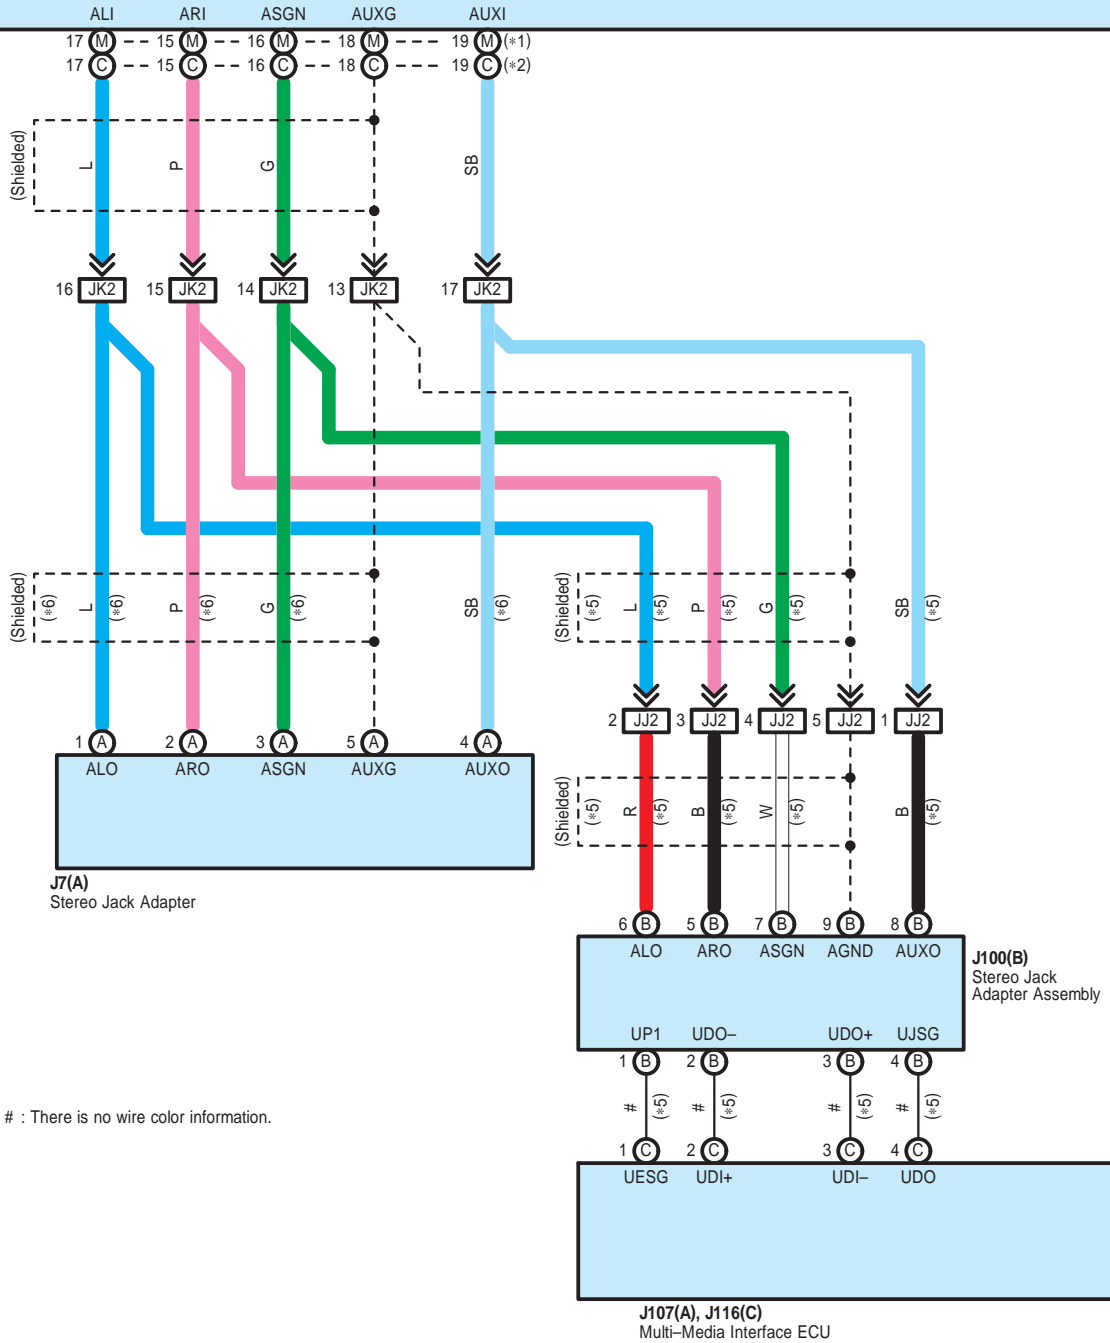 ALI ARI ASGN AUXG AUXI
17 M 15 M 16 M 18 M 19 M (*1)
17 C 15 C 16 C 18 C 19 C (*2)
(Shielded) L P G SB
16 JK2 15 JK2 14 JK2 13 JK2 17 JK2
(Shielded) (*6) L (*6) P (*6) G (*6) SB (*6)
(Shielded) (*5) L (*5) P (*5) G (*5) SB (*5)
2 JJ2 3 JJ2 4 JJ2 5 JJ2 1 JJ2
1 A 2 A 3 A 5 A 4 A
ALO ARO ASGN AUXG AUXO
J7(A)
Stereo Jack Adapter
(Shielded) (*5) R (*5) B (*5) W (*5) B (*5)
6 B 5 B 7 B 9 B 8 B
ALO ARO ASGN AGND AUXO
J100(B)
Stereo Jack
Adapter Assembly
UP1 UDO– UDO+ UJSG
1 B 2 B 3 B 4 B
# (*5) # (*5) # (*5) # (*5)
# : There is no wire color information.
1 C 2 C 3 C 4 C
UESG UDI+ UDI– UDO
J107(A), J116(C)
Multi–Media Interface ECU